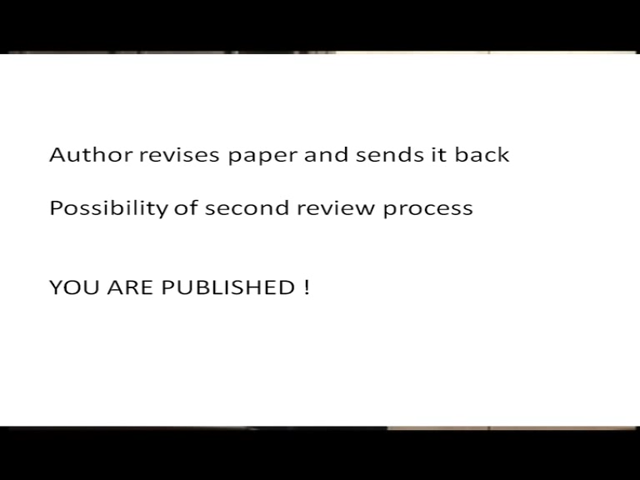 Author revises paper and sends it back
Possibility of second review process
YOU ARE PUBLISHED !